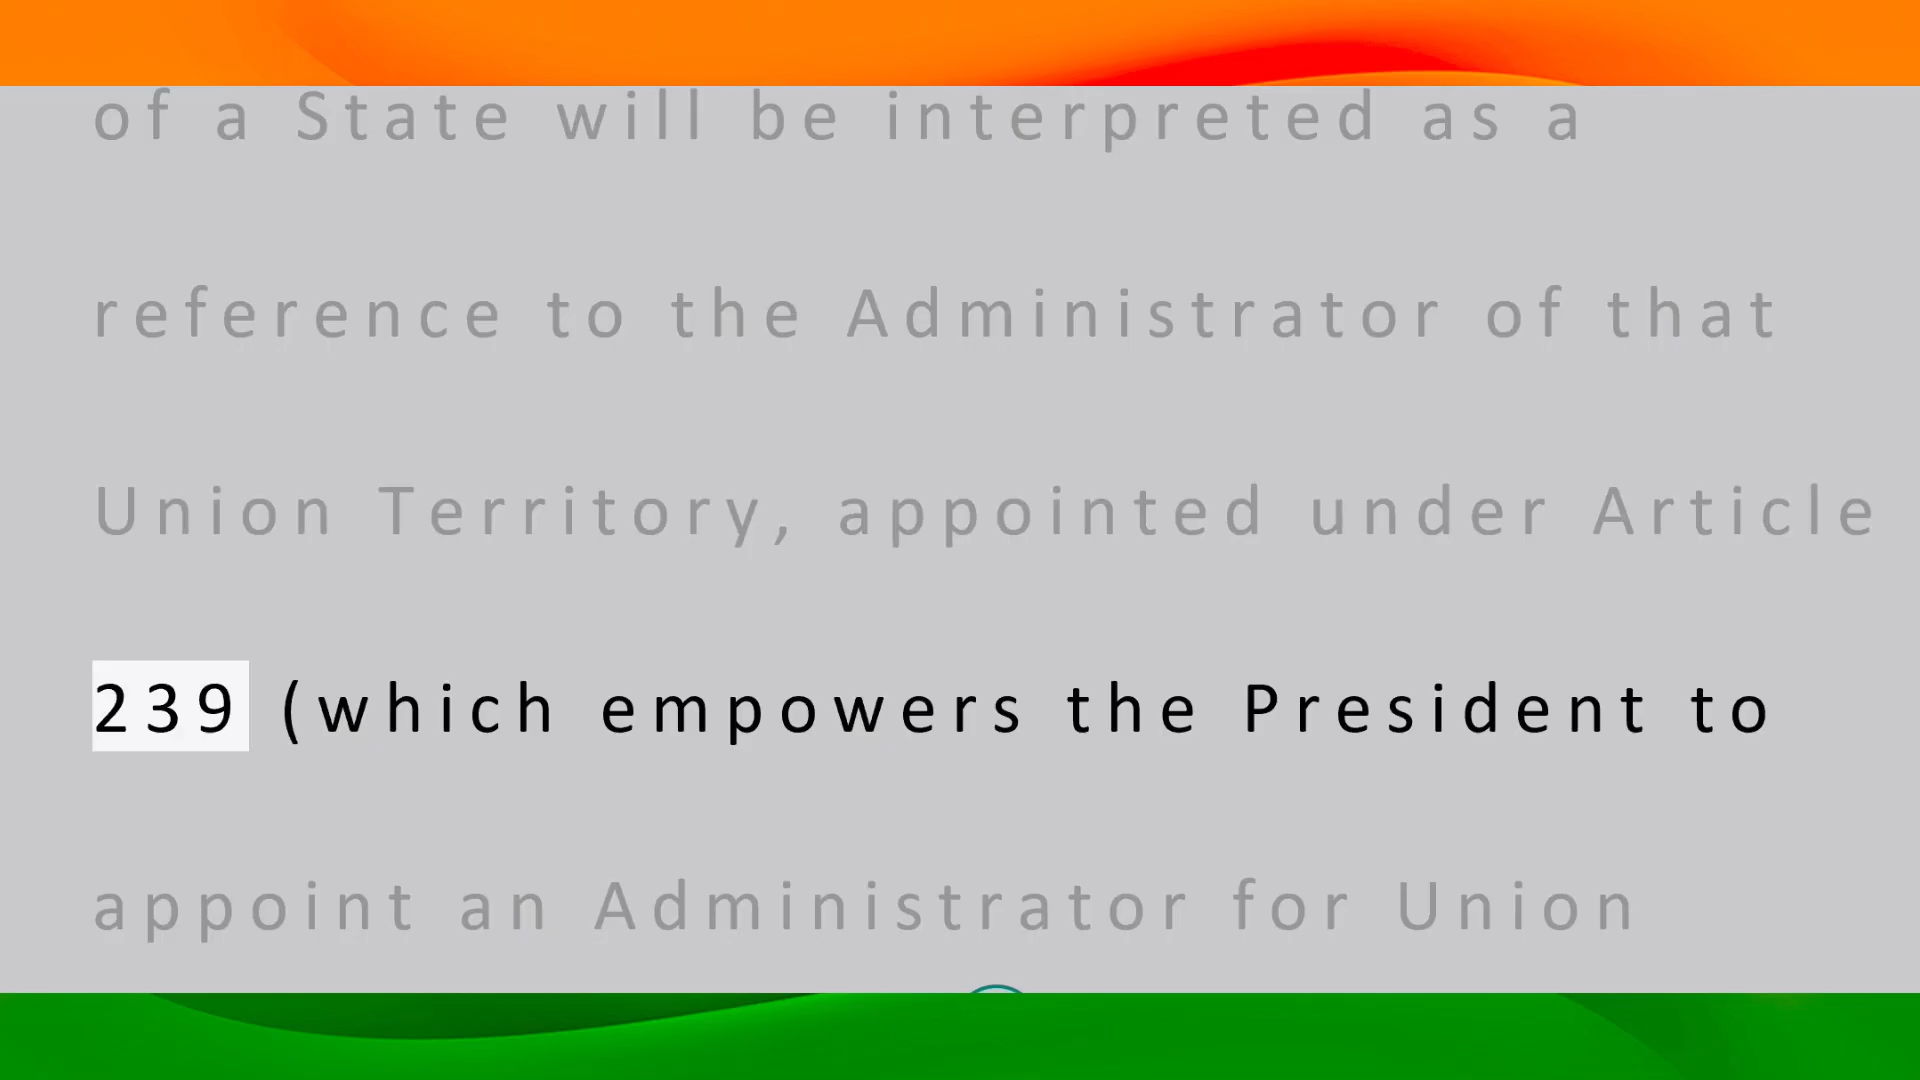 of a State will be interpreted as a
reference to the Administrator of that
Union Territory, appointed under Article
239 (which empowers the President to
appoint an Administrator for Union